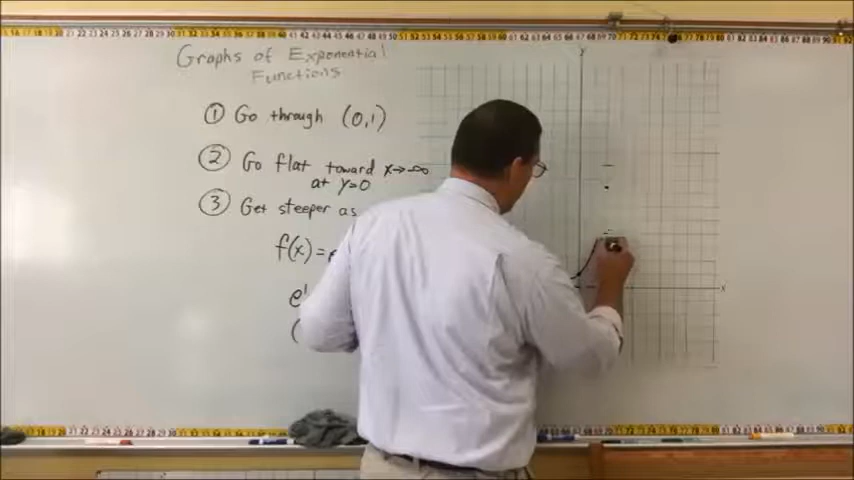 Graphs of Exponential
Functions
① Go through (0,1)
② Go flat toward x→-∞
at y=0
③ Get steeper as
f(x)=
y
x